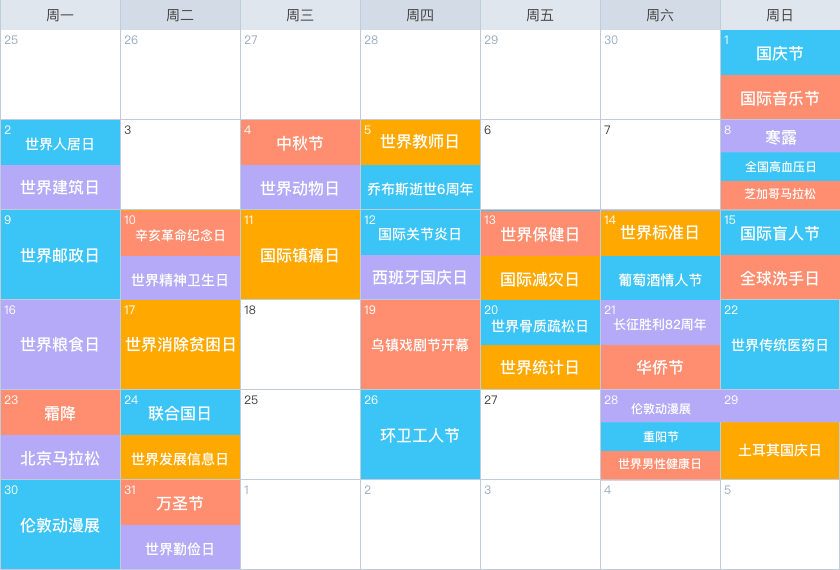 周一 周二 周三 周四 周五 周六 周日
25 26 27 28 29 30 1
国庆节
国际音乐节
2 3 4 5 6 7 8
世界人居日 中秋节 世界教师日 寒露
世界建筑日 世界动物日 乔布斯逝世6周年 全国高血压日
芝加哥马拉松
9 10 11 12 13 14 15
世界邮政日 辛亥革命纪念日 国际镇痛日 国际关节炎日 世界保健日 世界标准日 国际盲人节
世界精神卫生日 西班牙国庆日 国际减灾日 葡萄酒情人节 全球洗手日
16 17 18 19 20 21 22
世界粮食日 世界消除贫困日 乌镇戏剧节开幕 世界骨质疏松日 长征胜利82周年 世界传统医药日
世界统计日 华侨节
23 24 25 26 27 28 29
霜降 联合国日 环卫工人节 伦敦动漫展
北京马拉松 世界发展信息日 重阳节 土耳其国庆日
世界男性健康日
30 31 1 2 3 4 5
伦敦动漫展 万圣节
世界勤俭日